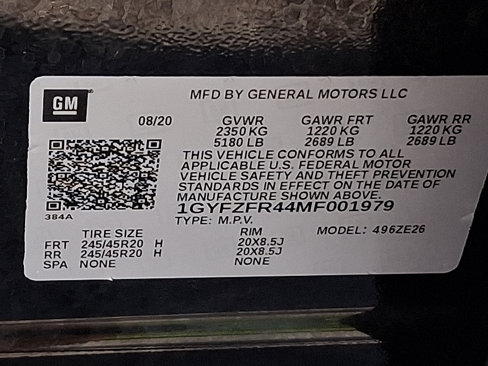 GM
MFD BY GENERAL MOTORS LLC
08/20 GVWR GAWR FRT GAWR RR
2350 KG 1220 KG 1220 KG
5180 LB 2689 LB 2689 LB
THIS VEHICLE CONFORMS TO ALL
APPLICABLE U.S. FEDERAL MOTOR
VEHICLE SAFETY AND THEFT PREVENTION
STANDARDS IN EFFECT ON THE DATE OF
MANUFACTURE SHOWN ABOVE.
384A
1GYFZFR44MF001979
TYPE: M.P.V. MODEL: 496ZE26
TIRE SIZE RIM
FRT 245/45R20 H 20X8.5J
RR 245/45R20 H 20X8.5J
SPA NONE NONE